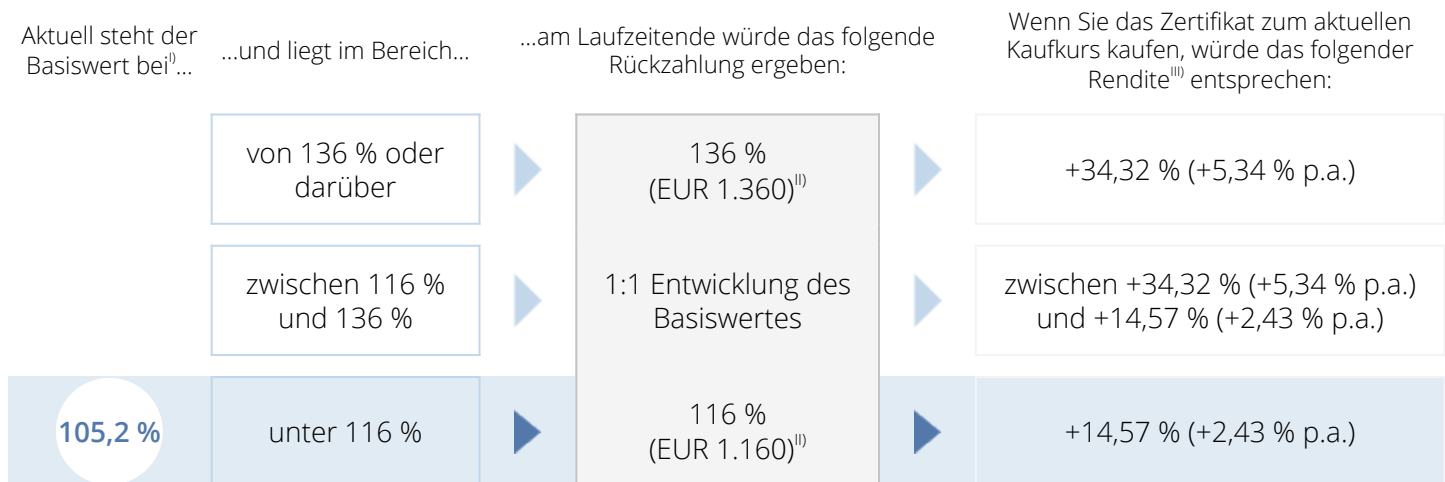 Aktuell steht der
Basiswert bei^I)...
...und liegt im Bereich...
...am Laufzeitende würde das folgende
Rückzahlung ergeben:
Wenn Sie das Zertifikat zum aktuellen
Kaufkurs kaufen, würde das folgender
Rendite^III) entsprechen:
von 136 % oder
darüber
136 %
(EUR 1.360)^II)
+34,32 % (+5,34 % p.a.)
zwischen 116 %
und 136 %
1:1 Entwicklung des
Basiswertes
zwischen +34,32 % (+5,34 % p.a.)
und +14,57 % (+2,43 % p.a.)
105,2 %
unter 116 %
116 %
(EUR 1.160)^II)
+14,57 % (+2,43 % p.a.)